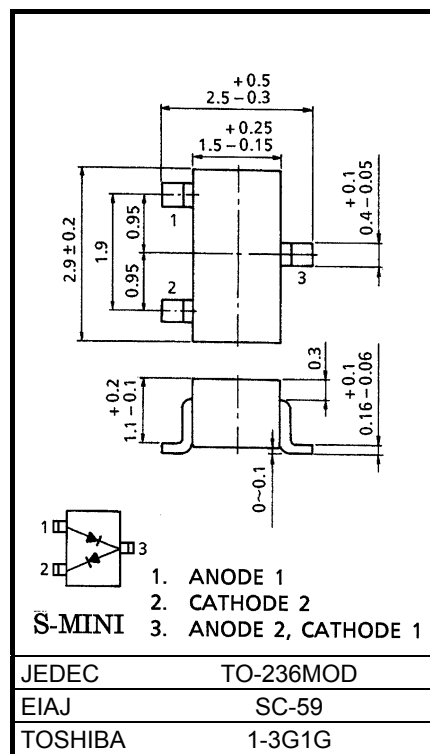 + 0.5
2.5 – 0.3
+ 0.25
1.5 – 0.15
+ 0.1
0.4 – 0.05
2.9 ± 0.2
1.9
0.95
0.95
1
2
3
+ 0.2
1.1 – 0.1
0.3
+ 0.1
0.16 – 0.06
0~0.1
1
2
3
1. ANODE 1
2. CATHODE 2
S-MINI 3. ANODE 2, CATHODE 1
JEDEC TO-236MOD
EIAJ SC-59
TOSHIBA 1-3G1G